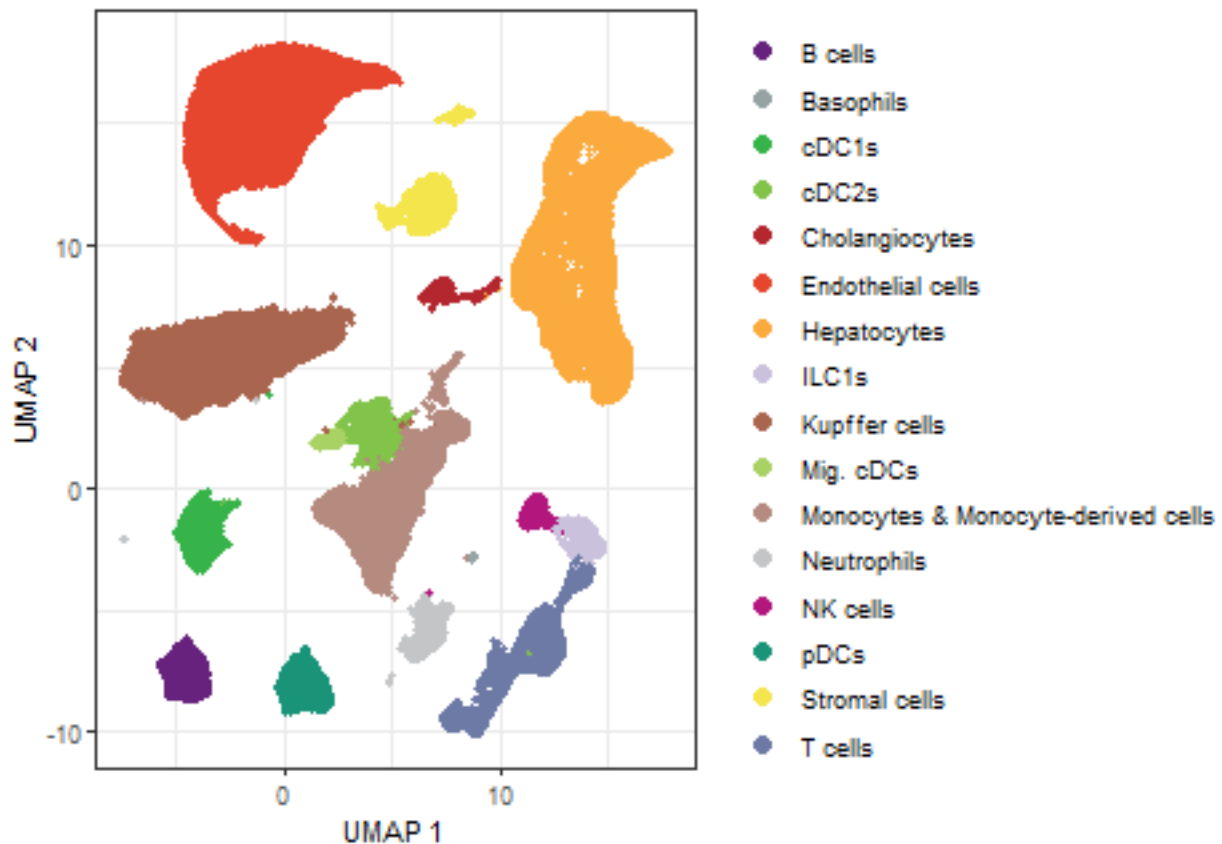 B cells
Basophils
cDC1s
cDC2s
Cholangiocytes
Endothelial cells
Hepatocytes
ILC1s
Kupffer cells
Mig. cDCs
Monocytes & Monocyte-derived cells
Neutrophils
NK cells
pDCs
Stromal cells
T cells
UMAP 2
10
0
-10
0 10
UMAP 1